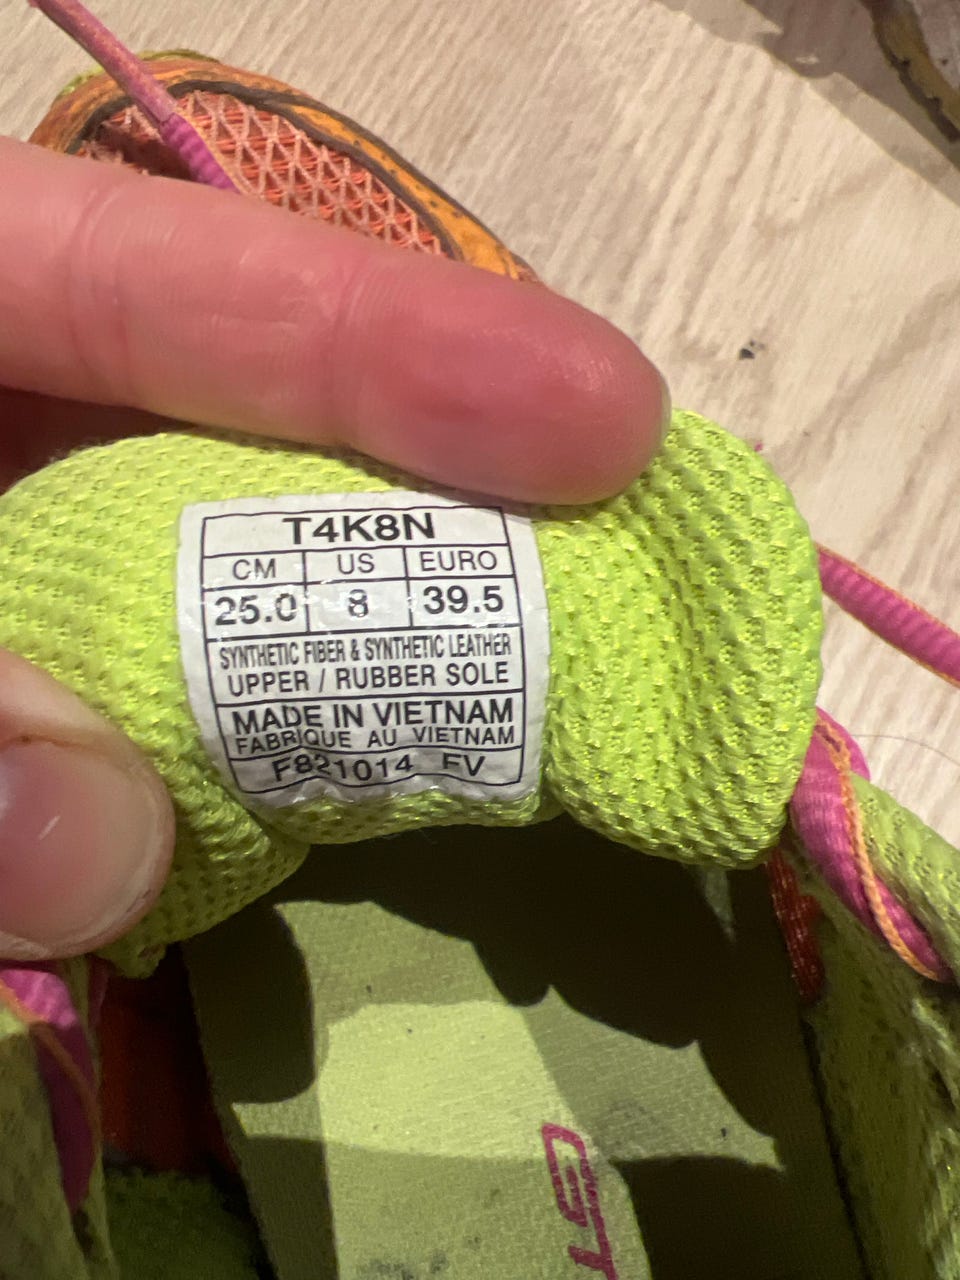 T4K8N
CM US EURO
25.0 8 39.5
SYNTHETIC FIBER & SYNTHETIC LEATHER
UPPER / RUBBER SOLE
MADE IN VIETNAM
FABRIQUE AU VIETNAM
F821014 FV
GT